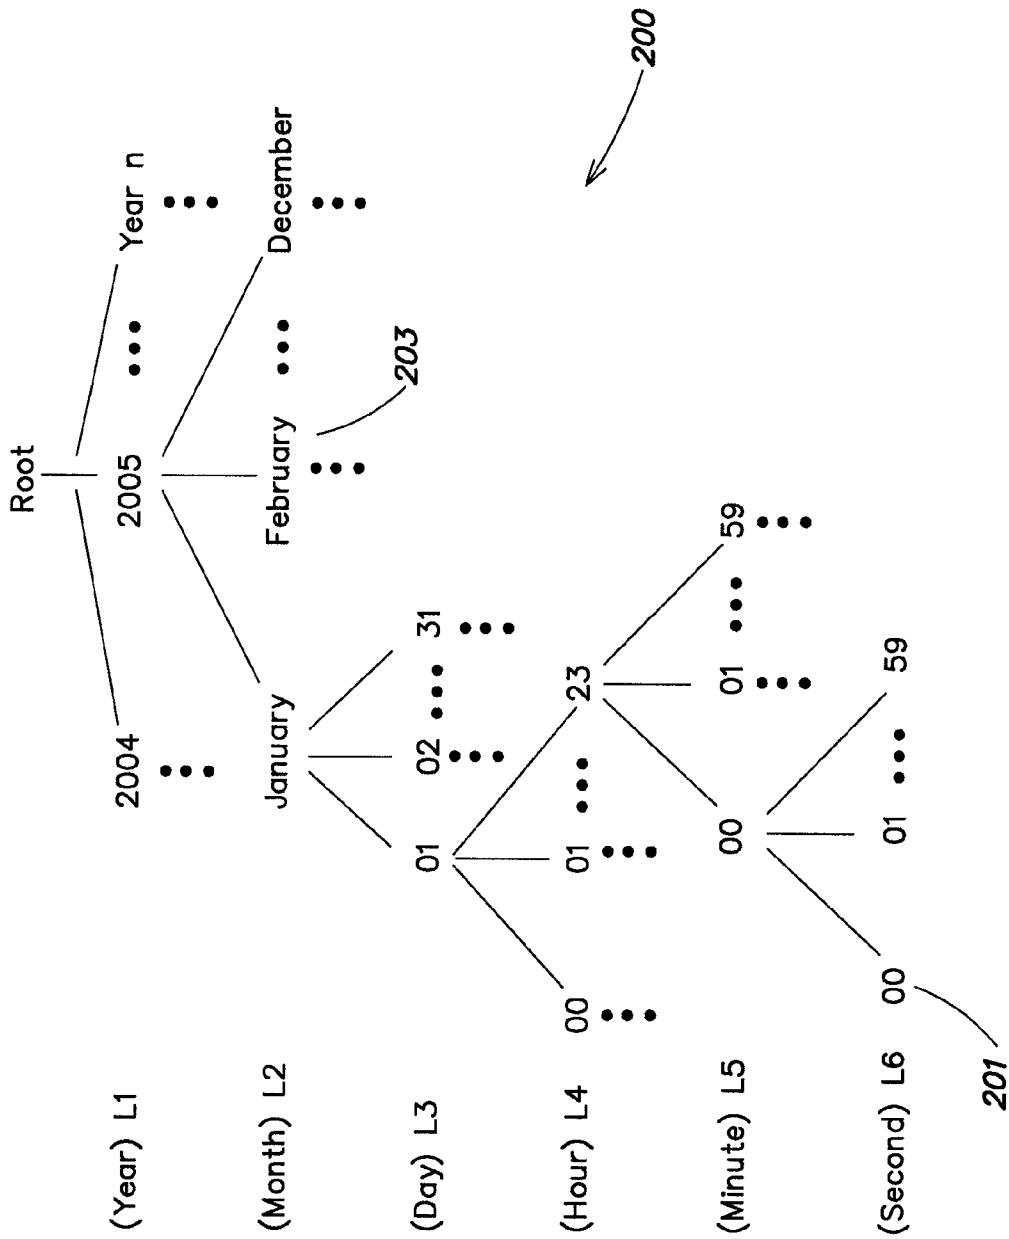 Root
(Year) L1 2004 2005 ••• Year n
(Month) L2 January February ••• December
203
(Day) L3 01 02 ••• 31
(Hour) L4 00 01 ••• 23
200
(Minute) L5 00 01 ••• 59
(Second) L6 00 01 ••• 59
201